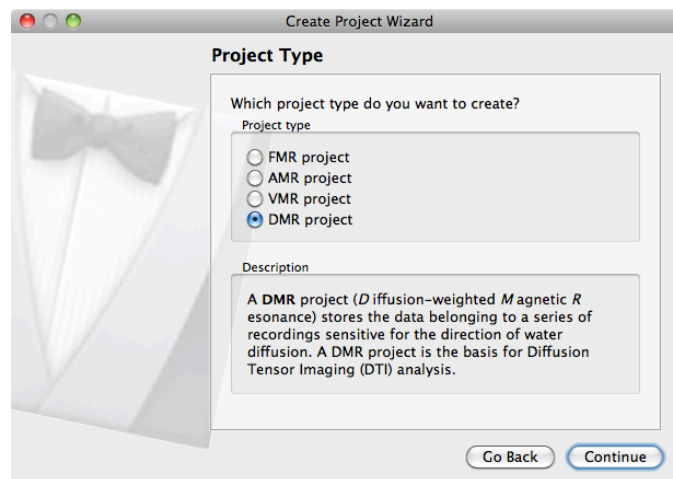 Create Project Wizard
Project Type
Which project type do you want to create?
Project type
FMR project
AMR project
VMR project
DMR project
Description
A DMR project (D iffusion-weighted M agnetic R
esonance) stores the data belonging to a series of
recordings sensitive for the direction of water
diffusion. A DMR project is the basis for Diffusion
Tensor Imaging (DTI) analysis.
Go Back
Continue